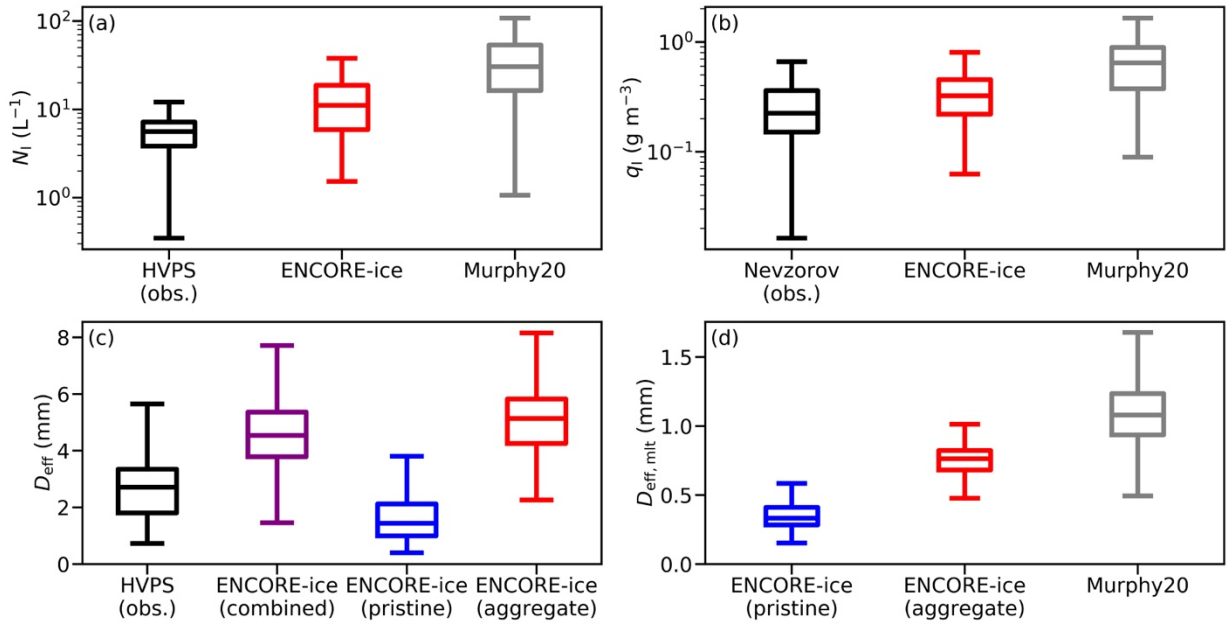 (a)
10²
10¹
10⁰
N_I (L⁻¹)
HVPS
(obs.)
ENCORE-ice
Murphy20
(b)
10⁰
10⁻¹
q_I (g m⁻³)
Nevzorov
(obs.)
ENCORE-ice
Murphy20
(c)
8
6
4
2
0
D_eff (mm)
HVPS
(obs.)
ENCORE-ice
(combined)
ENCORE-ice
(pristine)
ENCORE-ice
(aggregate)
(d)
1.5
1.0
0.5
0.0
D_eff, mlt (mm)
ENCORE-ice
(pristine)
ENCORE-ice
(aggregate)
Murphy20